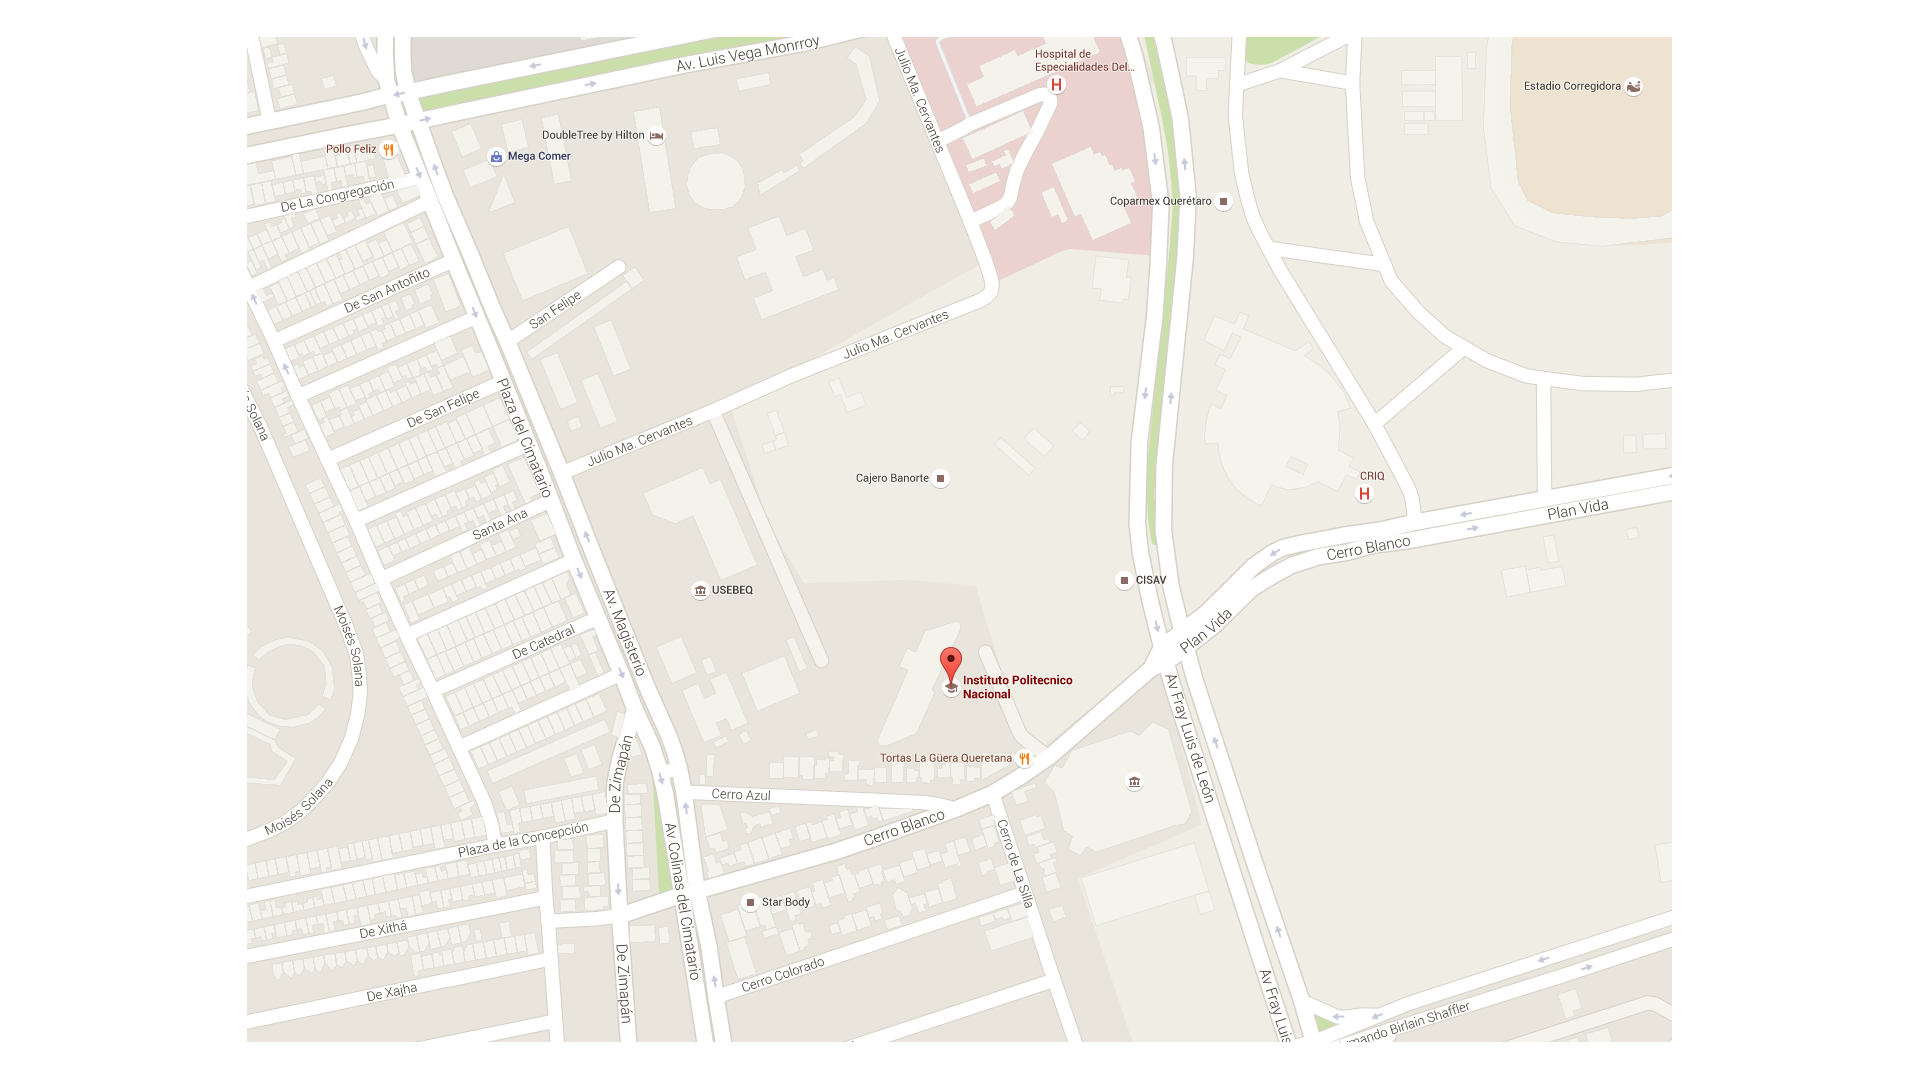 Av. Luis Vega Monrroy
Julio Ma. Cervantes
Hospital de
Especialidades Del...
Estadio Corregidora
DoubleTree by Hilton
Pollo Feliz
Mega Comer
De La Congregación
Coparmex Querétaro
De San Antoñito
San Felipe
Julio Ma. Cervantes
Plaza del Cimatario
De San Felipe
Solana
Julio Ma. Cervantes
Cajero Banorte
CRIQ
Plan Vida
Santa Ana
Cerro Blanco
CISAV
USEBEQ
Av. Magisterio
Moisés Solana
De Catedral
Plan Vida
Instituto Politecnico
Nacional
Av Fray Luis de León
De Zimapán
Tortas La Güera Queretana
Cerro Azul
Moisés Solana
Cerro Blanco
Plaza de la Concepción
Av Colinas del Cimatario
Cerro de La Silla
Star Body
De Xithá
De Zimapán
Cerro Colorado
De Xajha
Av Fray Luis
mando Birlain Shaffler